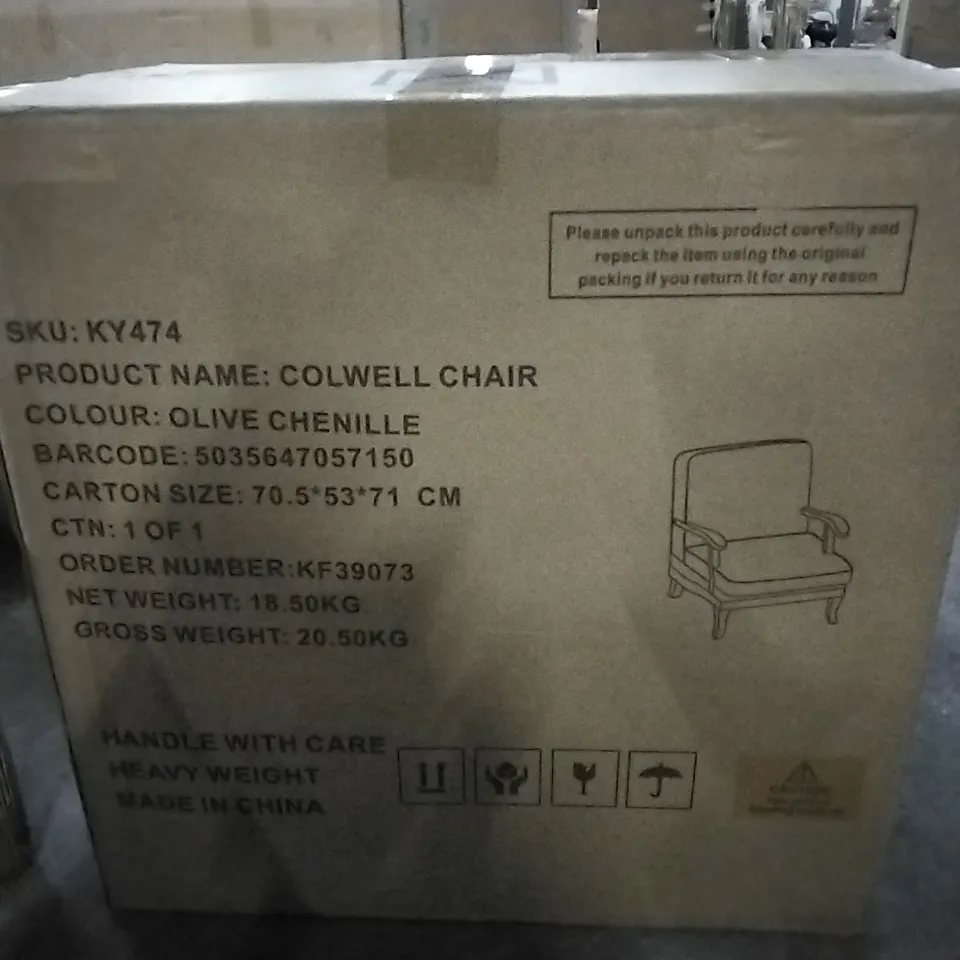 Please unpack this product carefully and
repack the item using the original
packing if you return it for any reason
SKU: KY474
PRODUCT NAME: COLWELL CHAIR
COLOUR: OLIVE CHENILLE
BARCODE: 5035647057150
CARTON SIZE: 70.5*53*71 CM
CTN: 1 OF 1
ORDER NUMBER:KF39073
NET WEIGHT: 18.50KG
GROSS WEIGHT: 20.50KG
HANDLE WITH CARE
HEAVY WEIGHT
MADE IN CHINA
CAUTION